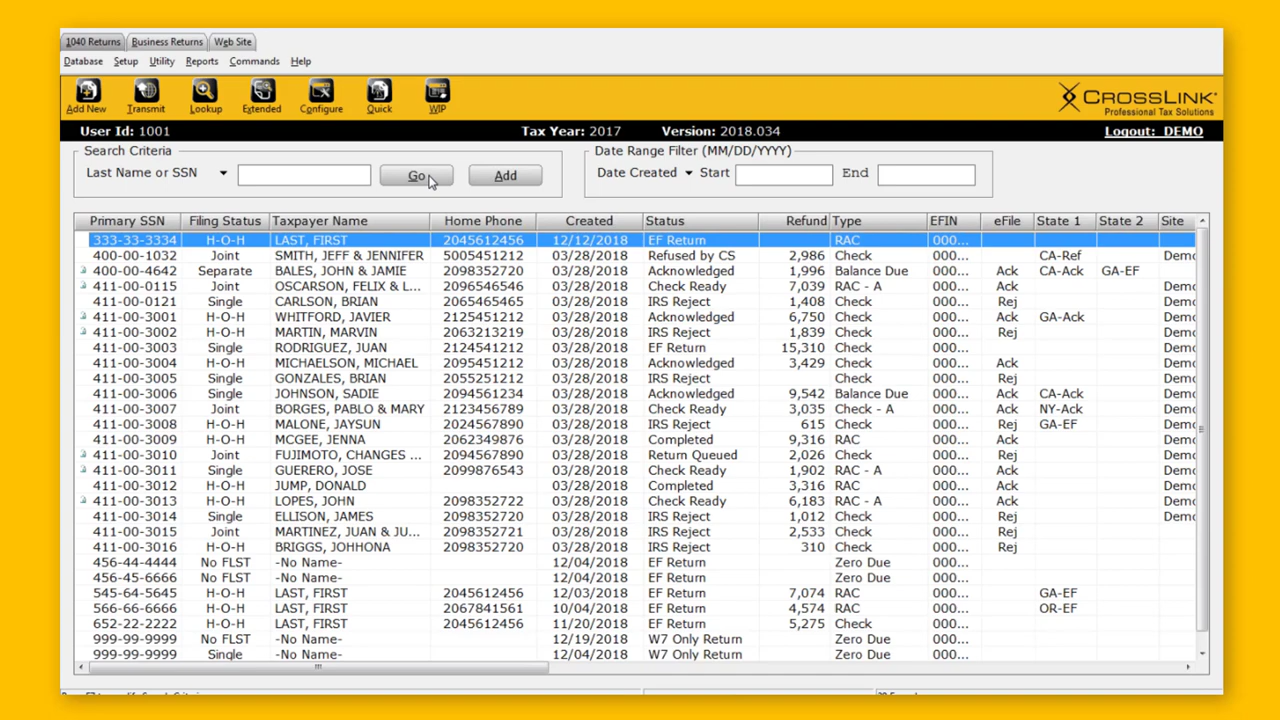 1040 Returns Business Returns Web Site
Database Setup Utility Reports Commands Help
Add New Transmit Lookup Extended Configure Quick WIP
CROSSLINK
Professional Tax Solutions
User Id: 1001 Tax Year: 2017 Version: 2018.034 Logout: DEMO
Search Criteria Date Range Filter (MM/DD/YYYY)
Last Name or SSN Go Add Date Created Start End
Primary SSN Filing Status Taxpayer Name Home Phone Created Status Refund Type EFIN eFile State 1 State 2 Site
333-33-3334 H-O-H LAST, FIRST 2045612456 12/12/2018 EF Return RAC 000...
400-00-1032 Joint SMITH, JEFF & JENNIFER 5005451212 03/28/2018 Refused by CS 2,986 Check 000... CA-Ref Demo
400-00-4642 Separate BALES, JOHN & JAMIE 2098352720 03/28/2018 Acknowledged 1,996 Balance Due 000... Ack CA-Ack GA-EF
411-00-0115 Joint OSCARSON, FELIX & L... 2096546546 03/28/2018 Check Ready 7,039 RAC - A 000... Ack Demo
411-00-0121 Single CARLSON, BRIAN 2065465465 03/28/2018 IRS Reject 1,408 Check 000... Rej Demo
411-00-3001 H-O-H WHITFORD, JAVIER 2125451212 03/28/2018 Acknowledged 6,750 Check 000... Ack GA-Ack Demo
411-00-3002 H-O-H MARTIN, MARVIN 2063213219 03/28/2018 IRS Reject 1,839 Check 000... Rej Demo
411-00-3003 Single RODRIGUEZ, JUAN 2124541212 03/28/2018 EF Return 15,310 Check 000... Demo
411-00-3004 H-O-H MICHAELSON, MICHAEL 2095451212 03/28/2018 Acknowledged 3,429 Check 000... Ack Demo
411-00-3005 Single GONZALES, BRIAN 2055251212 03/28/2018 IRS Reject Check 000... Rej Demo
411-00-3006 Single JOHNSON, SADIE 2094561234 03/28/2018 Acknowledged 9,542 Balance Due 000... Ack CA-Ack Demo
411-00-3007 Joint BORGES, PABLO & MARY 2123456789 03/28/2018 Check Ready 3,035 Check - A 000... Ack NY-Ack Demo
411-00-3008 H-O-H MALONE, JAYSUN 2024567890 03/28/2018 IRS Reject 615 Check 000... Rej GA-EF Demo
411-00-3009 H-O-H MCGEE, JENNA 2062349876 03/28/2018 Completed 9,316 RAC 000... Ack Demo
411-00-3010 Joint FUJIMOTO, CHANGES ... 2094567890 03/28/2018 Return Queued 2,026 Check 000... Rej Demo
411-00-3011 Single GUERERO, JOSE 2099876543 03/28/2018 Check Ready 1,902 RAC - A 000... Ack Demo
411-00-3012 H-O-H JUMP, DONALD 03/28/2018 Completed 3,316 RAC 000... Ack Demo
411-00-3013 H-O-H LOPES, JOHN 2098352722 03/28/2018 Check Ready 6,183 RAC - A 000... Ack Demo
411-00-3014 Single ELLISON, JAMES 2098352720 03/28/2018 IRS Reject 1,012 Check 000... Rej Demo
411-00-3015 Joint MARTINEZ, JUAN & JU... 2098352721 03/28/2018 IRS Reject 2,533 Check 000... Rej
411-00-3016 H-O-H BRIGGS, JOHHONA 2098352720 03/28/2018 IRS Reject 310 Check 000... Rej
456-44-4444 No FLST -No Name- 12/04/2018 EF Return Zero Due 000...
456-45-6666 No FLST -No Name- 12/04/2018 EF Return Zero Due 000...
545-64-5645 H-O-H LAST, FIRST 2045612456 12/03/2018 EF Return 7,074 RAC 000... GA-EF
566-66-6666 H-O-H LAST, FIRST 2067841561 10/04/2018 EF Return 4,574 RAC 000... OR-EF
652-22-2222 H-O-H LAST, FIRST 2045612456 11/20/2018 EF Return 5,275 Check 000...
999-99-9999 No FLST -No Name- 12/19/2018 W7 Only Return Zero Due 000...
999-99-9999 Single -No Name- 12/04/2018 W7 Only Return Zero Due 000...